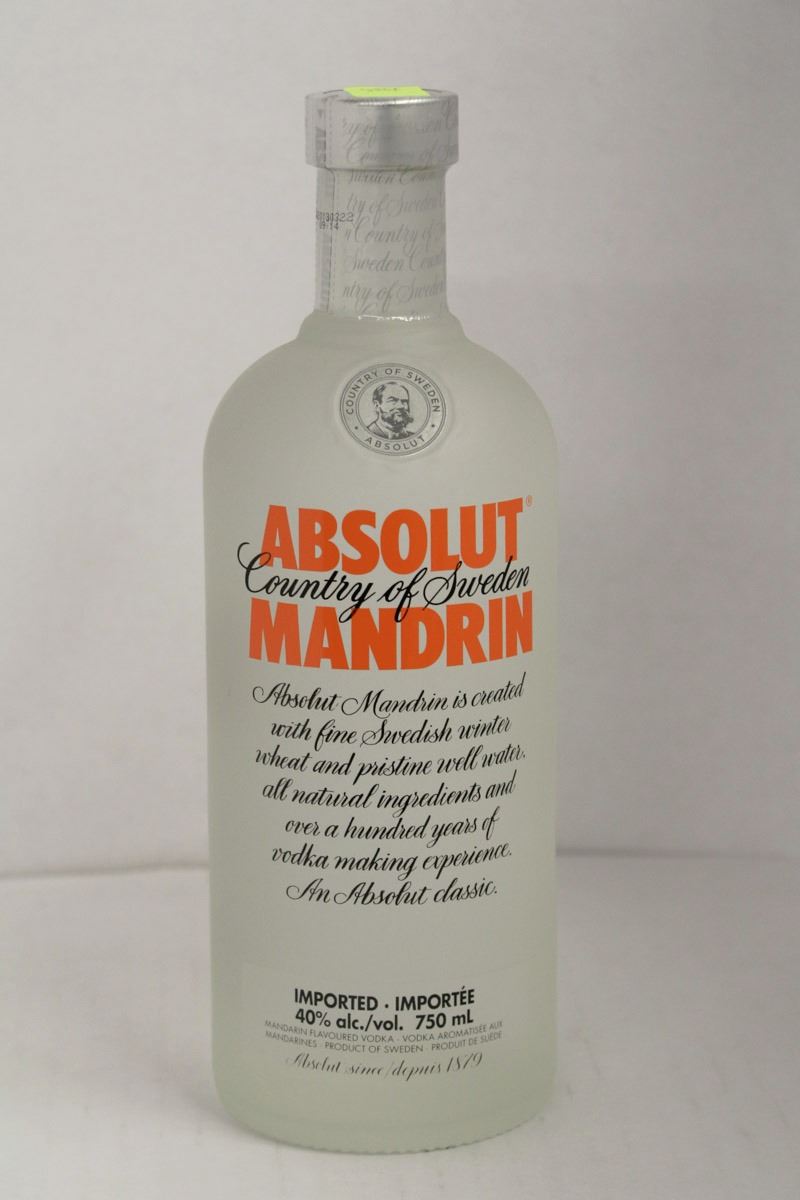 COUNTRY OF SWEDEN
ABSOLUT
ABSOLUT®
Country of Sweden
MANDRIN
Absolut Mandrin is created
with fine Swedish winter
wheat and pristine well water,
all natural ingredients and
over a hundred years of
vodka making experience.
An Absolut classic.
IMPORTED · IMPORTÉE
40% alc./vol. 750 mL
MANDARIN FLAVOURED VODKA · VODKA AROMATISÉE AUX
MANDARINES · PRODUCT OF SWEDEN · PRODUIT DE SUÈDE
Absolut since/depuis 1879